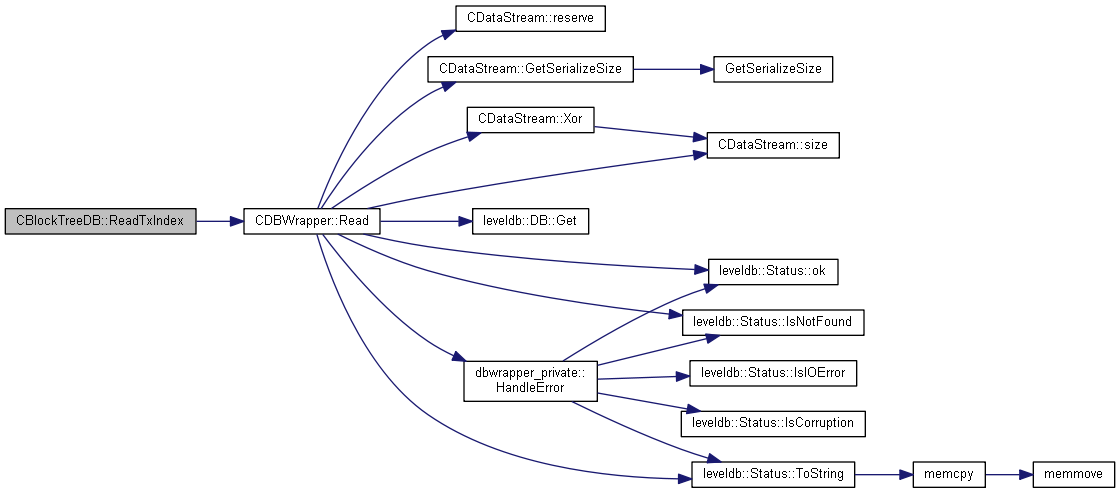 CDataStream::reserve
CDataStream::GetSerializeSize
GetSerializeSize
CDataStream::Xor
CDataStream::size
CBlockTreeDB::ReadTxIndex
CDBWrapper::Read
leveldb::DB::Get
leveldb::Status::ok
leveldb::Status::IsNotFound
dbwrapper_private::
HandleError
leveldb::Status::IsIOError
leveldb::Status::IsCorruption
leveldb::Status::ToString
memcpy
memmove